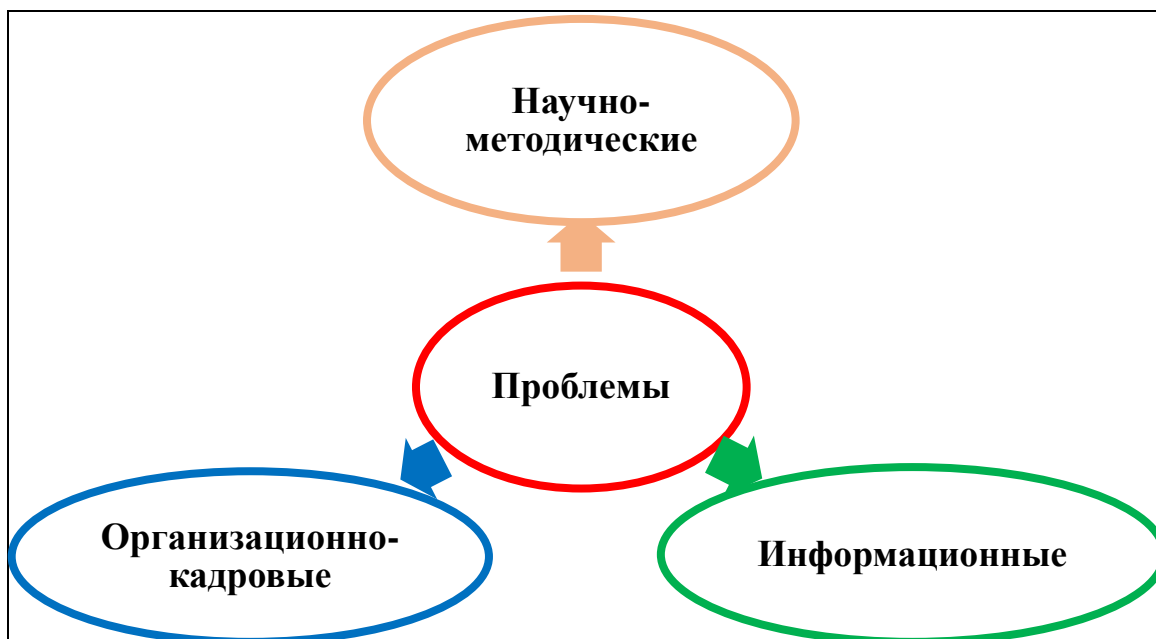 Научно-
методические
Проблемы
Организационно-
кадровые
Информационные